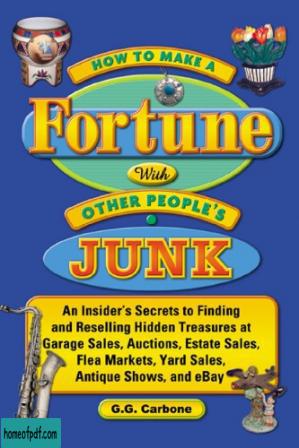 HOW TO MAKE A
Fortune
With
OTHER PEOPLE'S
JUNK
An Insider's Secrets to Finding
and Reselling Hidden Treasures at
Garage Sales, Auctions, Estate Sales,
Flea Markets, Yard Sales,
Antique Shows, and eBay
G.G. Carbone
homeofpdf.com